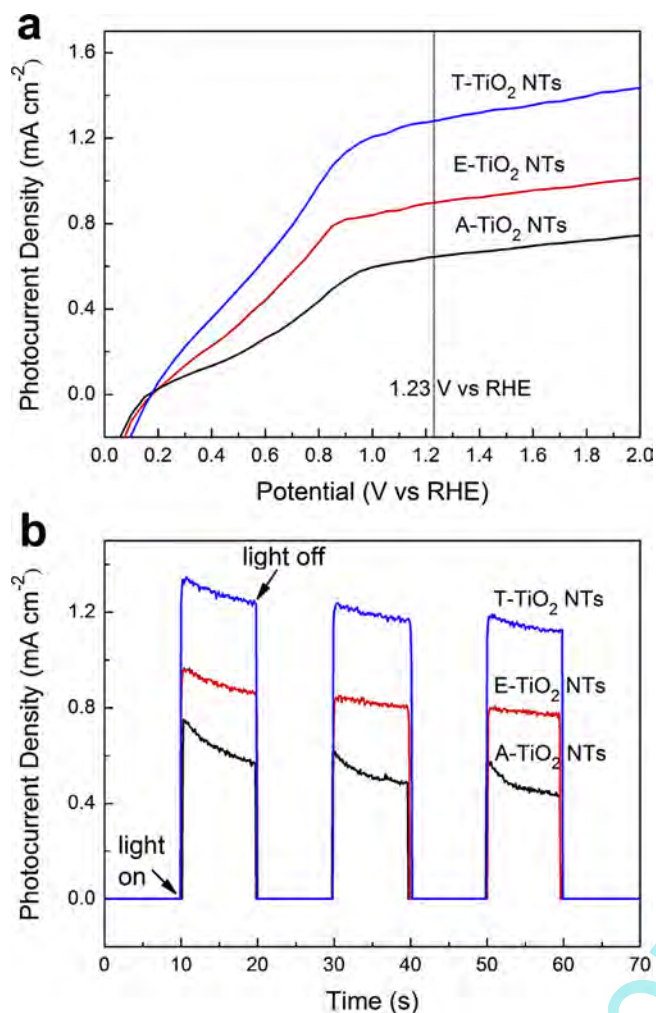 a
Photocurrent Density (mA cm⁻²)
1.6
1.2
0.8
0.4
0.0
T-TiO₂ NTs
E-TiO₂ NTs
A-TiO₂ NTs
1.23 V vs RHE
0.0 0.2 0.4 0.6 0.8 1.0 1.2 1.4 1.6 1.8 2.0
Potential (V vs RHE)
b
Photocurrent Density (mA cm⁻²)
1.2
0.8
0.4
0.0
light off
T-TiO₂ NTs
E-TiO₂ NTs
A-TiO₂ NTs
light
on
0 10 20 30 40 50 60 70
Time (s)